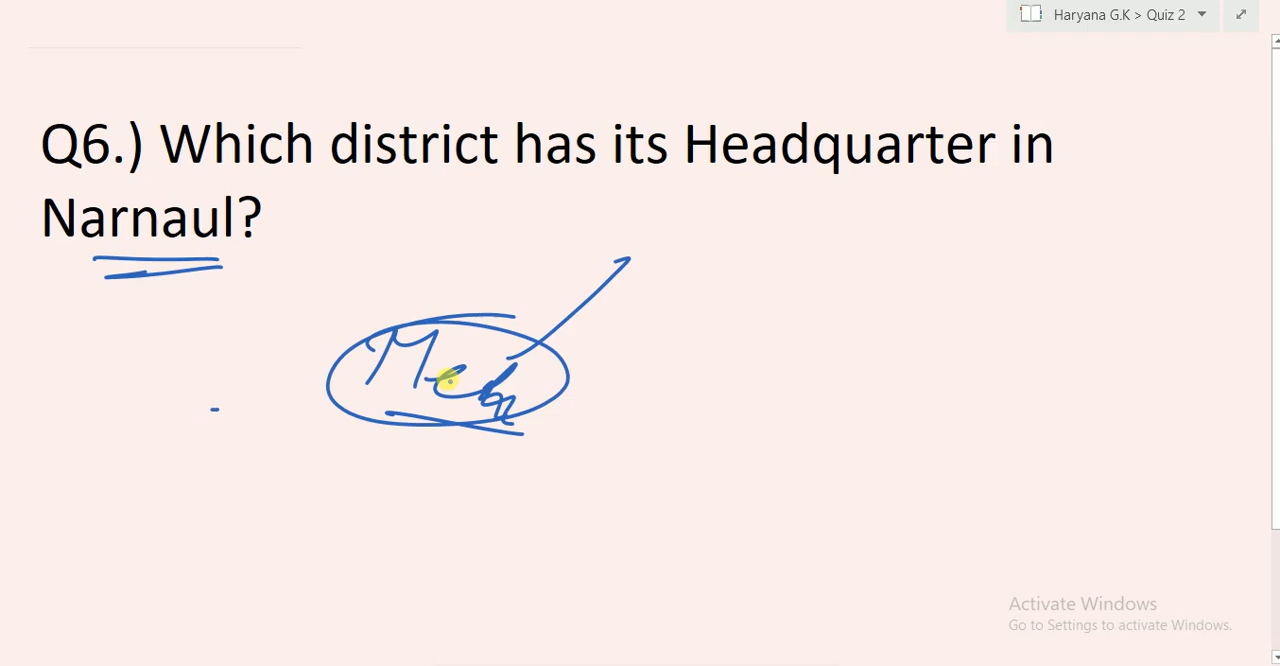 Haryana G.K > Quiz 2
Q6.) Which district has its Headquarter in
Narnaul?
Activate Windows
Go to Settings to activate Windows.